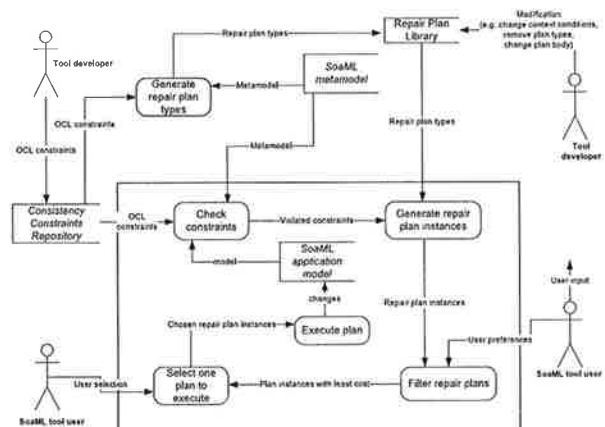 Modification
(e.g. change context conditions,
remove plan types,
change plan body)
Repair plan types
Repair Plan
Library
Tool developer
SoaML
metamodel
Generate
repair plan
types
Metamodel
OCL constraints
Tool
developer
OCL constraints
Repair plan types
Metamodel
Consistency
Constraints
Repository
OCL
constraints
Check
constraints
Violated constraints
Generate repair
plan instances
SoaML
application
model
model
changes
Repair plan instances
User input
Chosen repair plan instances
Execute plan
User preferences
SoaML tool user
Select one
plan to
execute
Plan instances with least cost
Filter repair plans
User selection
SoaML tool user